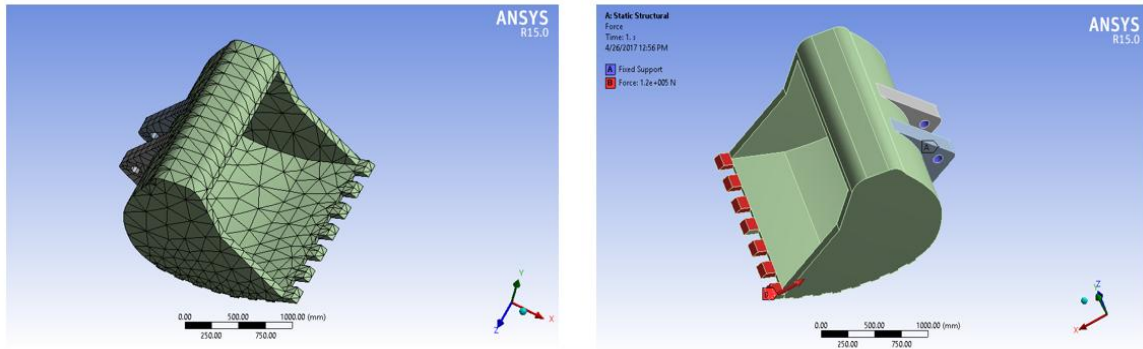 ANSYS
R15.0
0.00 500.00 1000.00 (mm)
250.00 750.00
Y
X
Z
A: Static Structural
Force
Time: 1. s
4/26/2017 12:56 PM
A Fixed Support
B Force: 1.2e+005 N
ANSYS
R15.0
A
0.00 500.00 1000.00 (mm)
250.00 750.00
Z
X